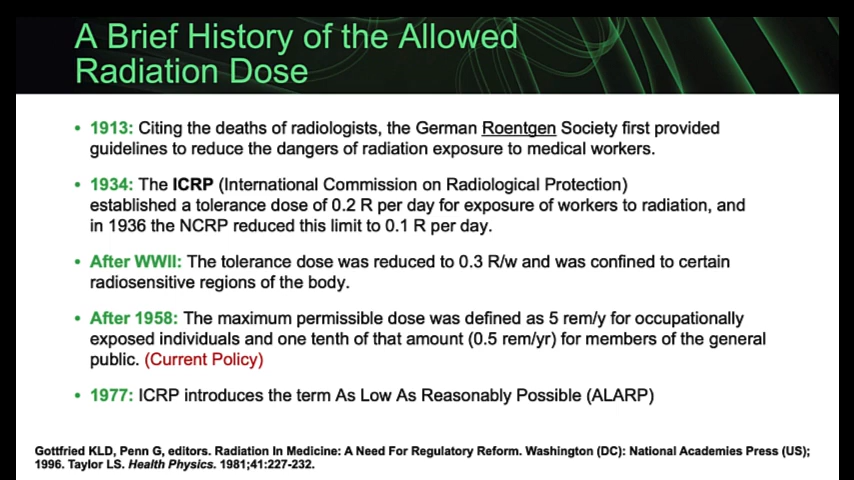 A Brief History of the Allowed
Radiation Dose
• 1913: Citing the deaths of radiologists, the German Roentgen Society first provided
guidelines to reduce the dangers of radiation exposure to medical workers.
• 1934: The ICRP (International Commission on Radiological Protection)
established a tolerance dose of 0.2 R per day for exposure of workers to radiation, and
in 1936 the NCRP reduced this limit to 0.1 R per day.
• After WWII: The tolerance dose was reduced to 0.3 R/w and was confined to certain
radiosensitive regions of the body.
• After 1958: The maximum permissible dose was defined as 5 rem/y for occupationally
exposed individuals and one tenth of that amount (0.5 rem/yr) for members of the general
public. (Current Policy)
• 1977: ICRP introduces the term As Low As Reasonably Possible (ALARP)
Gottfried KLD, Penn G, editors. Radiation In Medicine: A Need For Regulatory Reform. Washington (DC): National Academies Press (US);
1996. Taylor LS. Health Physics. 1981;41:227-232.